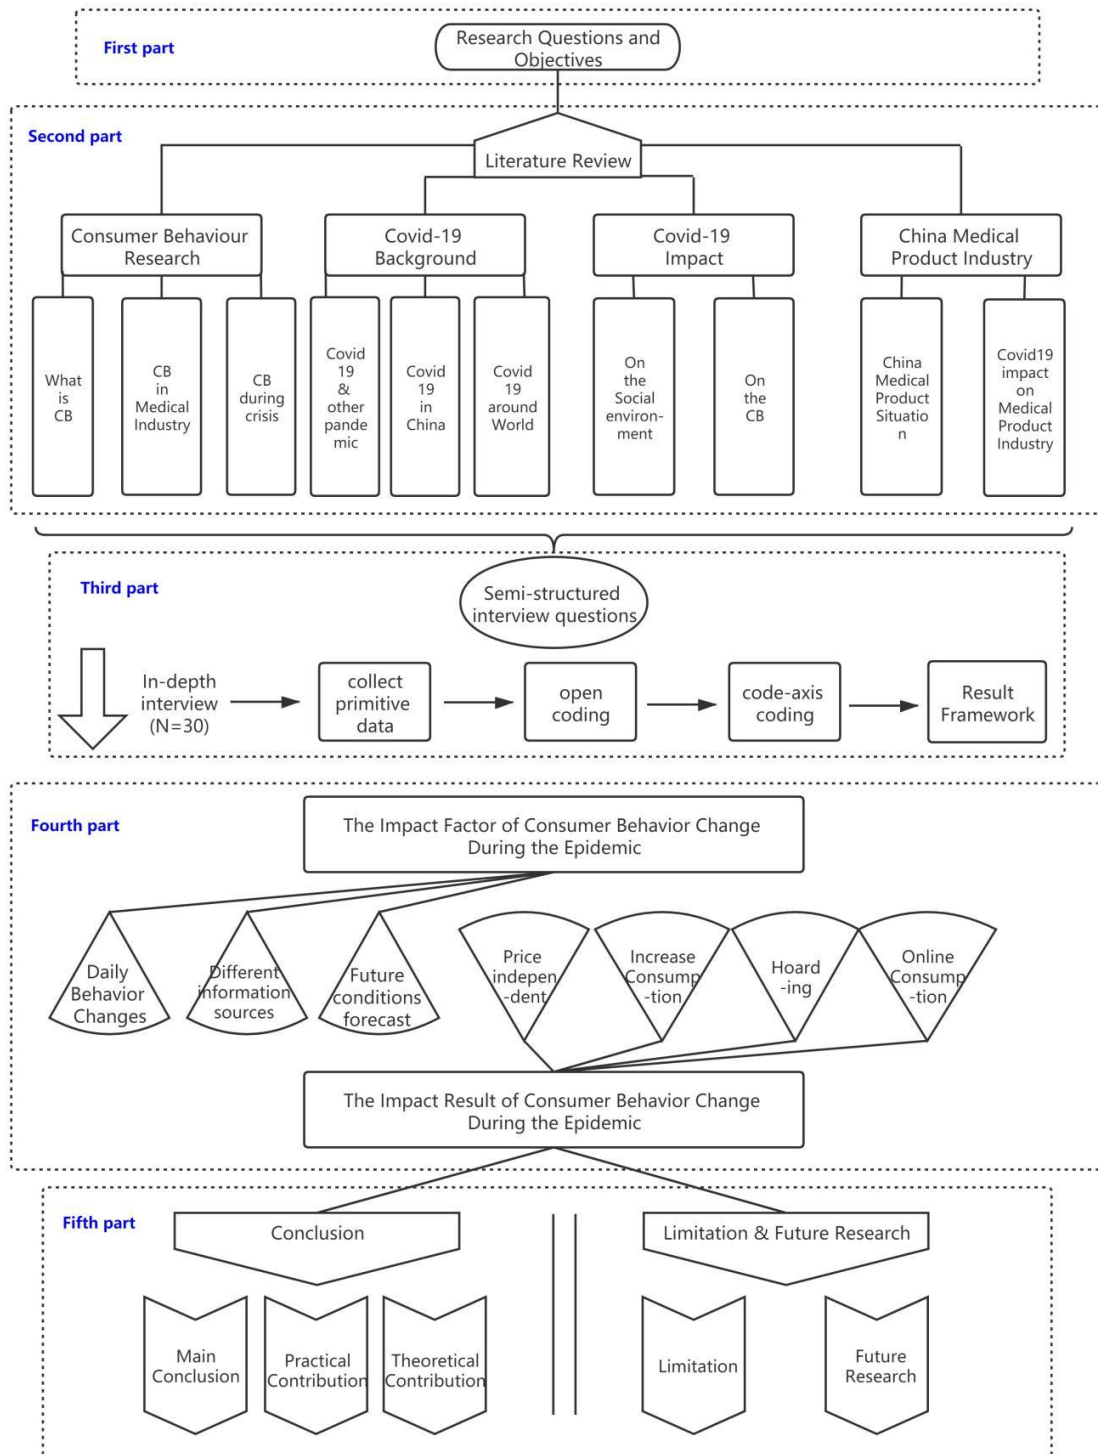 First part
Research Questions and
Objectives
Second part
Literature Review
Consumer Behaviour
Research
Covid-19
Background
Covid-19
Impact
China Medical
Product Industry
What
is
CB
CB
in
Medical
Industry
CB
during
crisis
Covid
19
&
other
pande
mic
Covid
19
in
China
Covid
19
around
World
On
the
Social
environ-
ment
On
the
CB
China
Medical
Product
Situatio
n
Covid19
impact
on
Medical
Product
Industry
Third part
Semi-structured
interview questions
In-depth
interview
(N=30)
collect
primitive
data
open
coding
code-axis
coding
Result
Framework
Fourth part
The Impact Factor of Consumer Behavior Change
During the Epidemic
Daily
Behavior
Changes
Different
information
sources
Future
conditions
forecast
Price
indepen
-dent
Increase
Consump
-tion
Hoard
-ing
Online
Consump
-tion
The Impact Result of Consumer Behavior Change
During the Epidemic
Fifth part
Conclusion
Limitation & Future Research
Main
Conclusion
Practical
Contribution
Theoretical
Contribution
Limitation
Future
Research